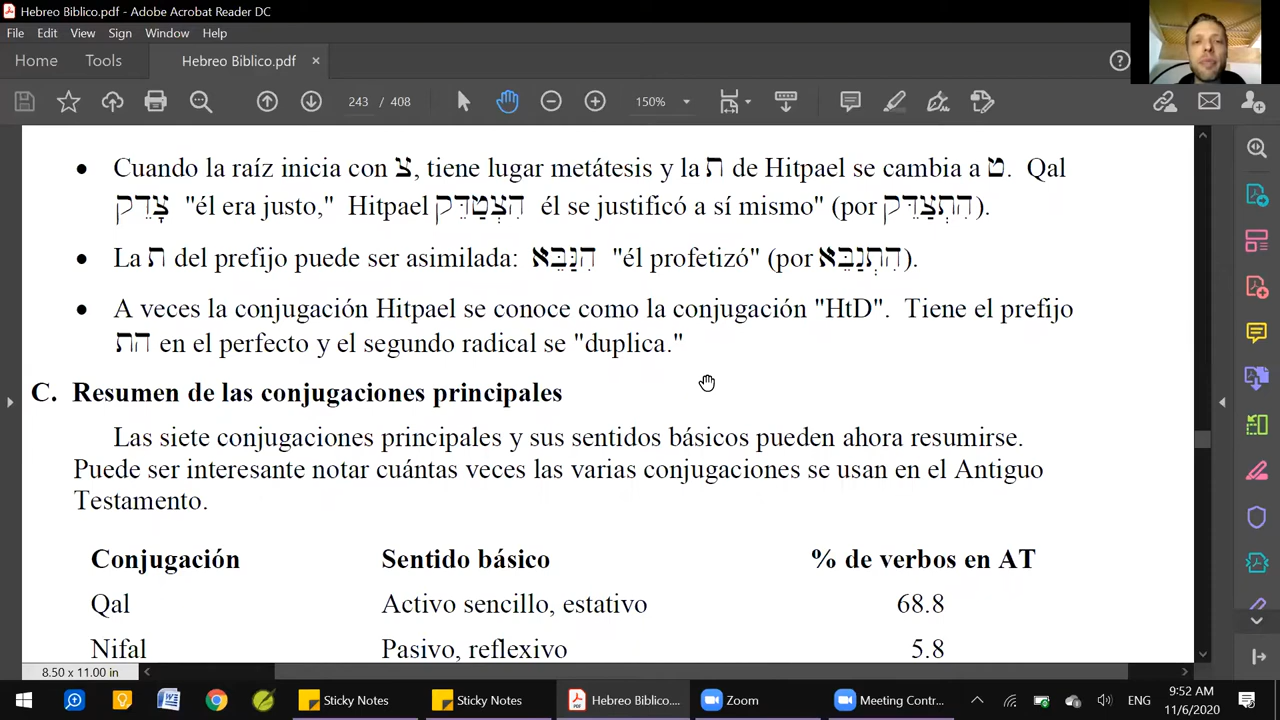 Hebreo Biblico.pdf - Adobe Acrobat Reader DC
File Edit View Sign Window Help
Home Tools Hebreo Biblico.pdf ×
243 / 408 150%
• Cuando la raíz inicia con צ, tiene lugar metátesis y la ת de Hitpael se cambia a ט. Qal
צָדֵק "él era justo," Hitpael הִצְטַדֵּק él se justificó a sí mismo" (por הִתְצַדֵּק).
• La ת del prefijo puede ser asimilada: הִנַּבֵּא "él profetizó" (por הִתְנַבֵּא).
• A veces la conjugación Hitpael se conoce como la conjugación "HtD". Tiene el prefijo
הת en el perfecto y el segundo radical se "duplica."
C. Resumen de las conjugaciones principales
Las siete conjugaciones principales y sus sentidos básicos pueden ahora resumirse.
Puede ser interesante notar cuántas veces las varias conjugaciones se usan en el Antiguo
Testamento.
Conjugación Sentido básico % de verbos en AT
Qal Activo sencillo, estativo 68.8
Nifal Pasivo, reflexivo 5.8
8.50 x 11.00 in
Sticky Notes Sticky Notes Hebreo Biblico.... Zoom Meeting Contr... ENG 9:52 AM
11/6/2020